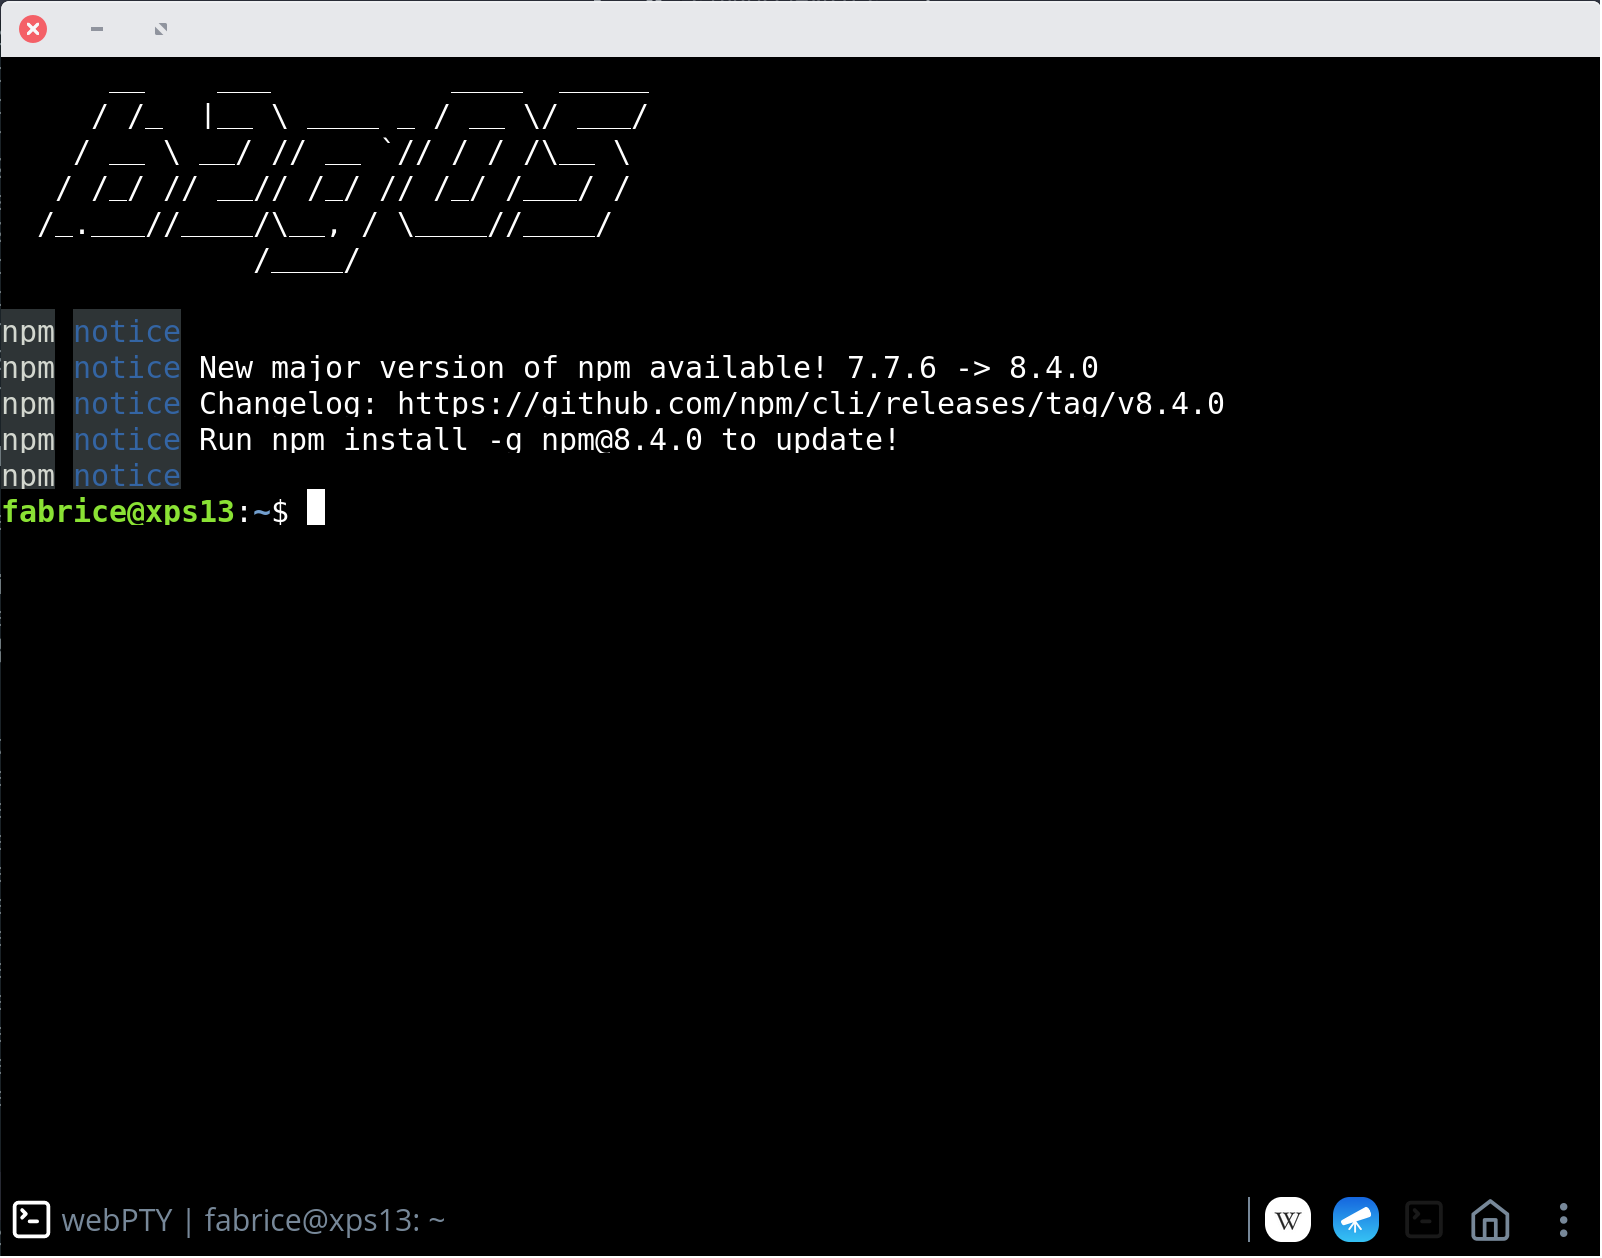 __    ___          ____  _____
     / /_  |__ \ ____ _ / __ \/ ___/
    / __ \ __/ // __ `// / / /\__ \
   / /_/ // __// /_/ // /_/ /___/ /
  /_.___//____/\__, / \____//____/
              /____/
npm notice
npm notice New major version of npm available! 7.7.6 -> 8.4.0
npm notice Changelog: https://github.com/npm/cli/releases/tag/v8.4.0
npm notice Run npm install -g npm@8.4.0 to update!
npm notice
fabrice@xps13:~$
webPTY | fabrice@xps13: ~
W